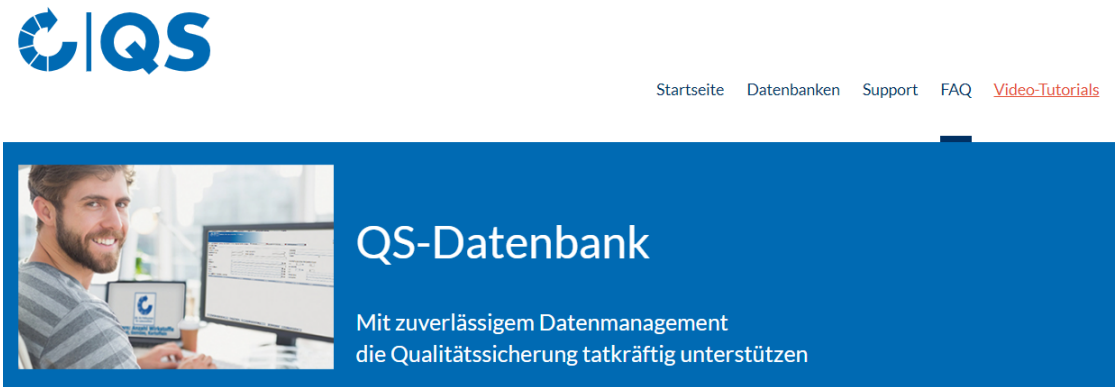 QS
Startseite Datenbanken Support FAQ Video-Tutorials
QS-Datenbank
Mit zuverlässigem Datenmanagement
die Qualitätssicherung tatkräftig unterstützen